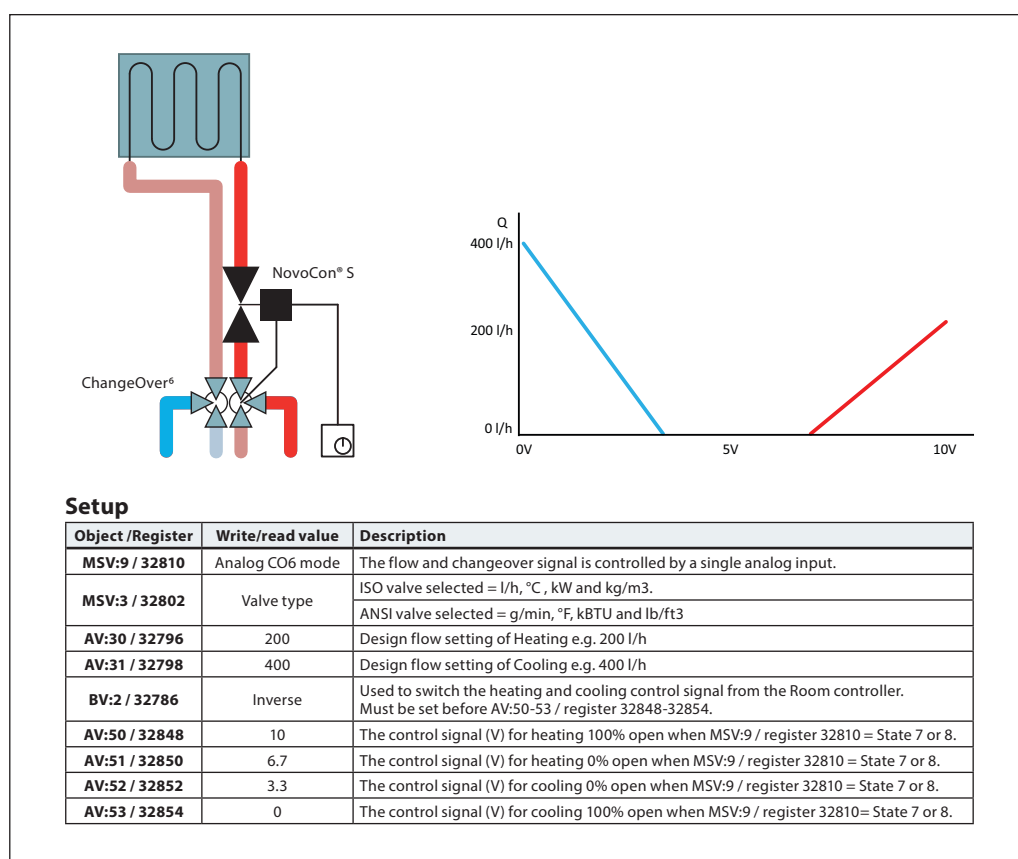 NovoCon® S
ChangeOver⁶
Q
400 l/h
200 l/h
0 l/h
0V
5V
10V
Setup
Object /Register Write/read value Description
MSV:9 / 32810 Analog CO6 mode The flow and changeover signal is controlled by a single analog input.
MSV:3 / 32802 Valve type ISO valve selected = l/h, °C , kW and kg/m3.
ANSI valve selected = g/min, °F, kBTU and lb/ft3
AV:30 / 32796 200 Design flow setting of Heating e.g. 200 l/h
AV:31 / 32798 400 Design flow setting of Cooling e.g. 400 l/h
BV:2 / 32786 Inverse Used to switch the heating and cooling control signal from the Room controller.
Must be set before AV:50-53 / register 32848-32854.
AV:50 / 32848 10 The control signal (V) for heating 100% open when MSV:9 / register 32810 = State 7 or 8.
AV:51 / 32850 6.7 The control signal (V) for heating 0% open when MSV:9 / register 32810 = State 7 or 8.
AV:52 / 32852 3.3 The control signal (V) for cooling 0% open when MSV:9 / register 32810 = State 7 or 8.
AV:53 / 32854 0 The control signal (V) for cooling 100% open when MSV:9 / register 32810= State 7 or 8.